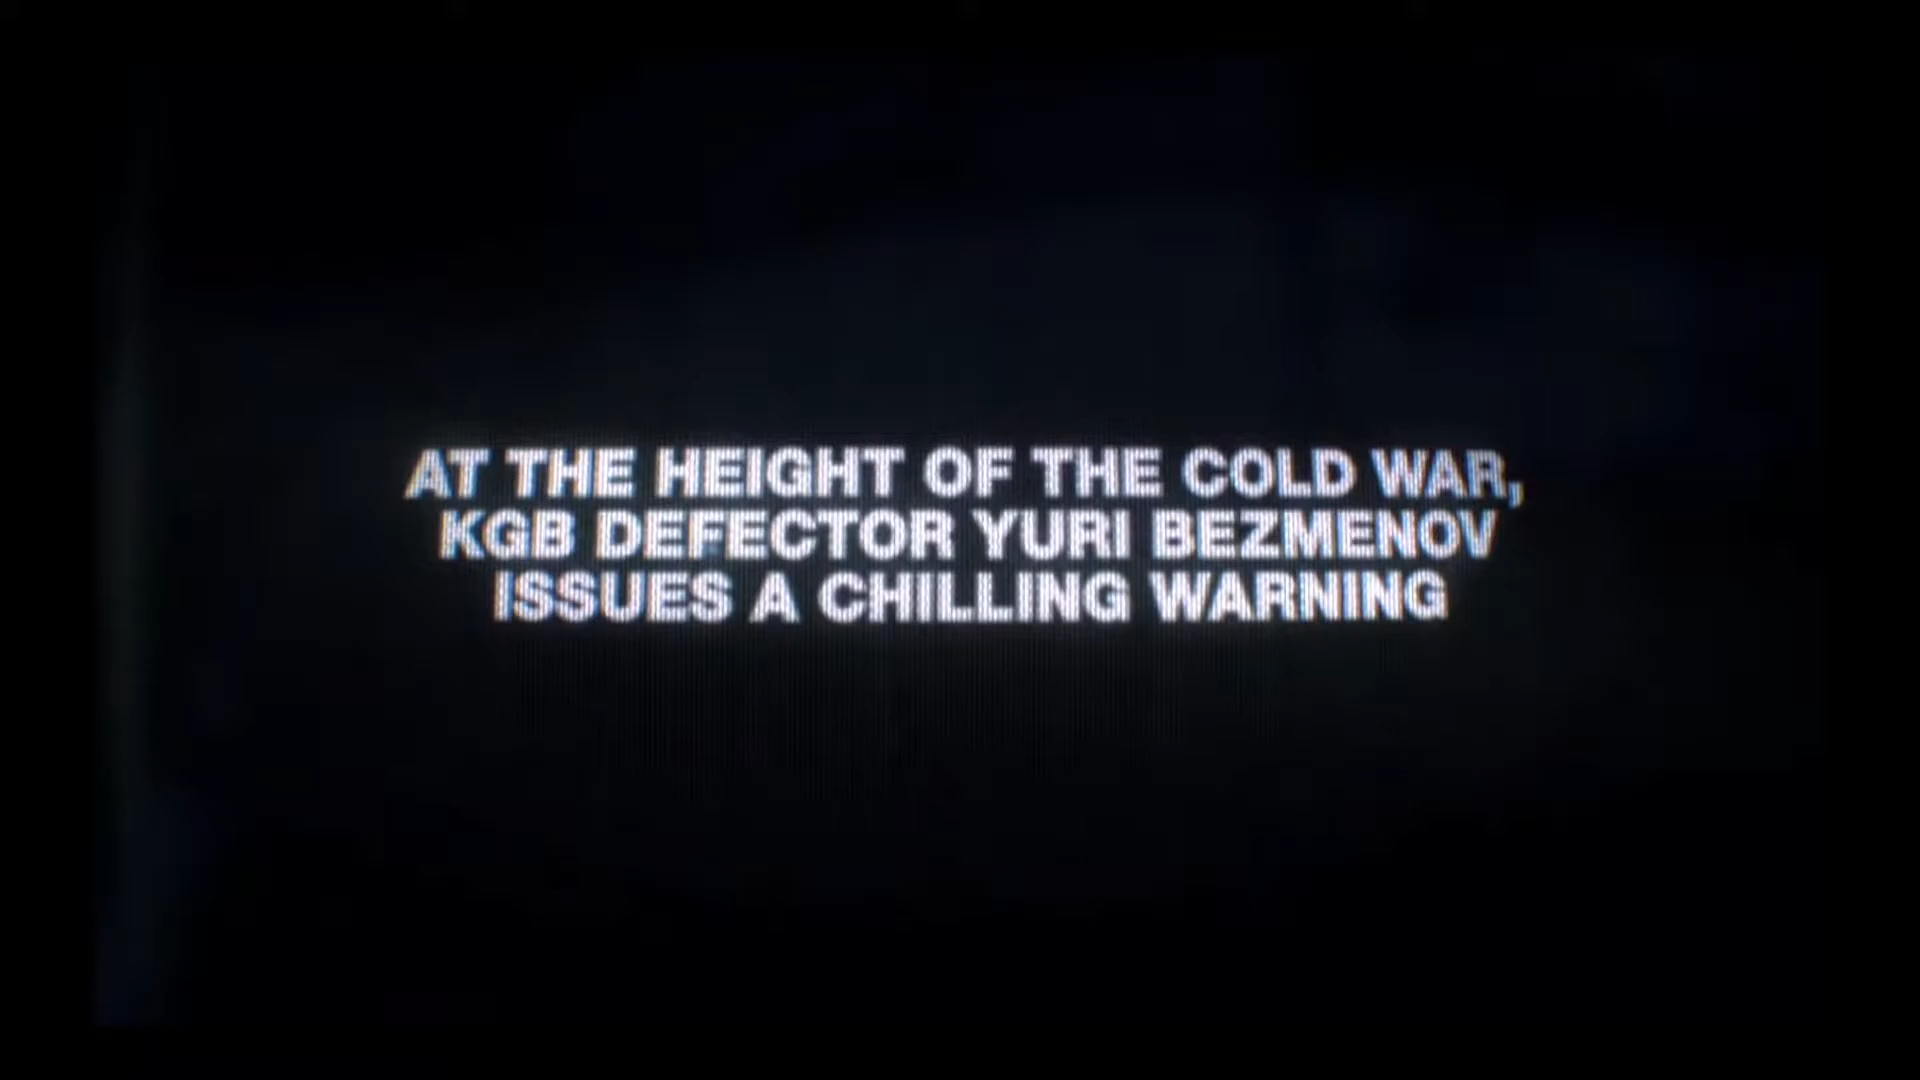 AT THE HEIGHT OF THE COLD WAR,
KGB DEFECTOR YURI BEZMENOV
ISSUES A CHILLING WARNING